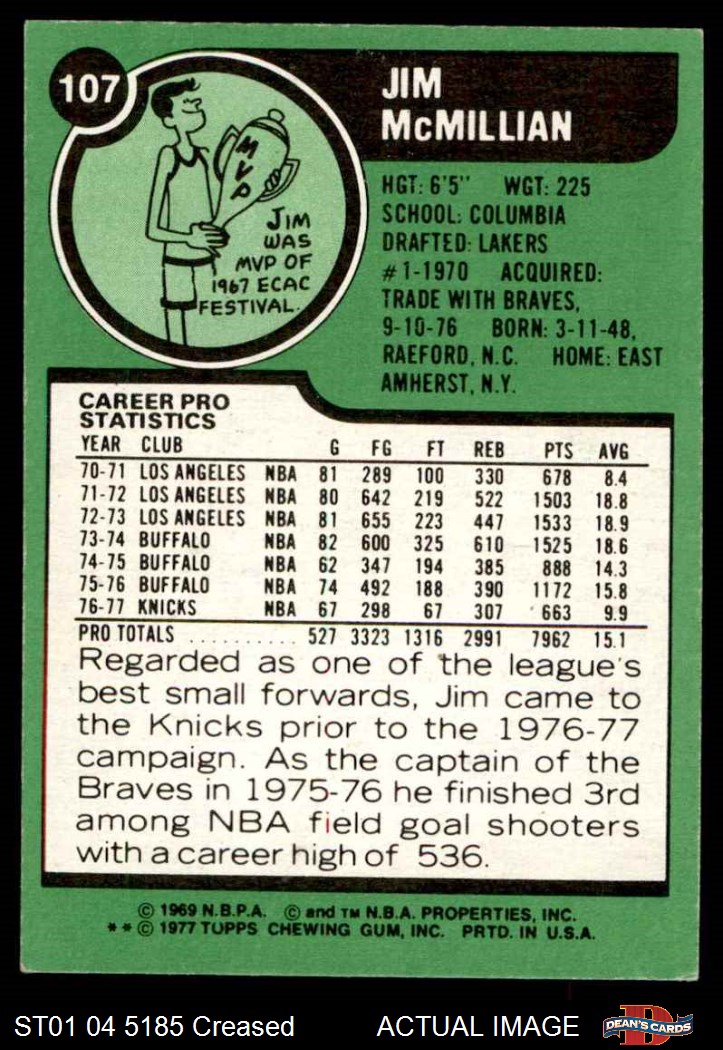 107
JIM
McMILLIAN
MVP
JIM
WAS
MVP OF
1967 ECAC
FESTIVAL.
HGT: 6'5" WGT: 225
SCHOOL: COLUMBIA
DRAFTED: LAKERS
#1-1970 ACQUIRED:
TRADE WITH BRAVES,
9-10-76 BORN: 3-11-48,
RAEFORD, N.C. HOME: EAST
AMHERST, N.Y.
CAREER PRO
STATISTICS
YEAR CLUB G FG FT REB PTS AVG
70-71 LOS ANGELES NBA 81 289 100 330 678 8.4
71-72 LOS ANGELES NBA 80 642 219 522 1503 18.8
72-73 LOS ANGELES NBA 81 655 223 447 1533 18.9
73-74 BUFFALO NBA 82 600 325 610 1525 18.6
74-75 BUFFALO NBA 62 347 194 385 888 14.3
75-76 BUFFALO NBA 74 492 188 390 1172 15.8
76-77 KNICKS NBA 67 298 67 307 663 9.9
PRO TOTALS .......... 527 3323 1316 2991 7962 15.1
Regarded as one of the league's
best small forwards, Jim came to
the Knicks prior to the 1976-77
campaign. As the captain of the
Braves in 1975-76 he finished 3rd
among NBA field goal shooters
with a career high of .536.
© 1969 N.B.P.A. © and TM N.B.A. PROPERTIES, INC.
** © 1977 TOPPS CHEWING GUM, INC. PRTD. IN U.S.A.
ST01 04 5185 Creased ACTUAL IMAGE D DEAN'S CARDS